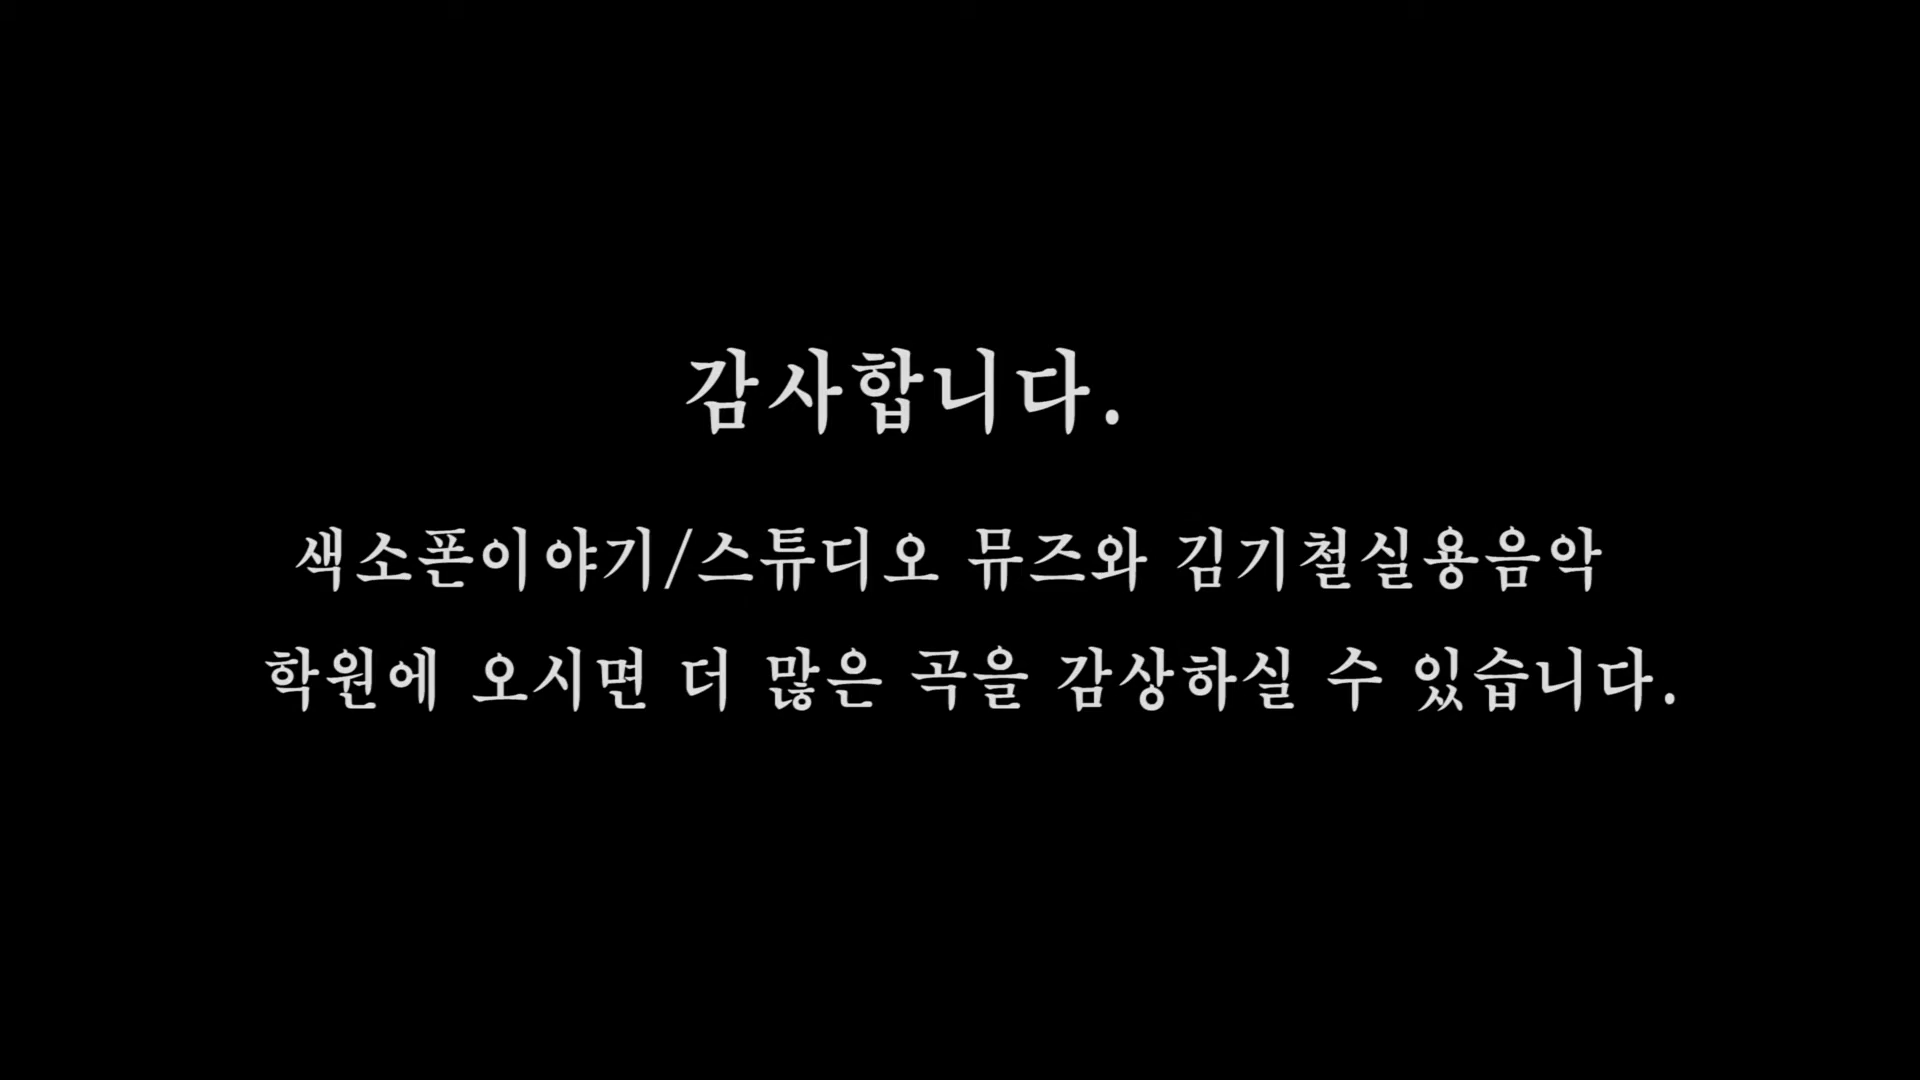 감사합니다.
색소폰이야기/스튜디오 뮤즈와 김기철실용음악
학원에 오시면 더 많은 곡을 감상하실 수 있습니다.